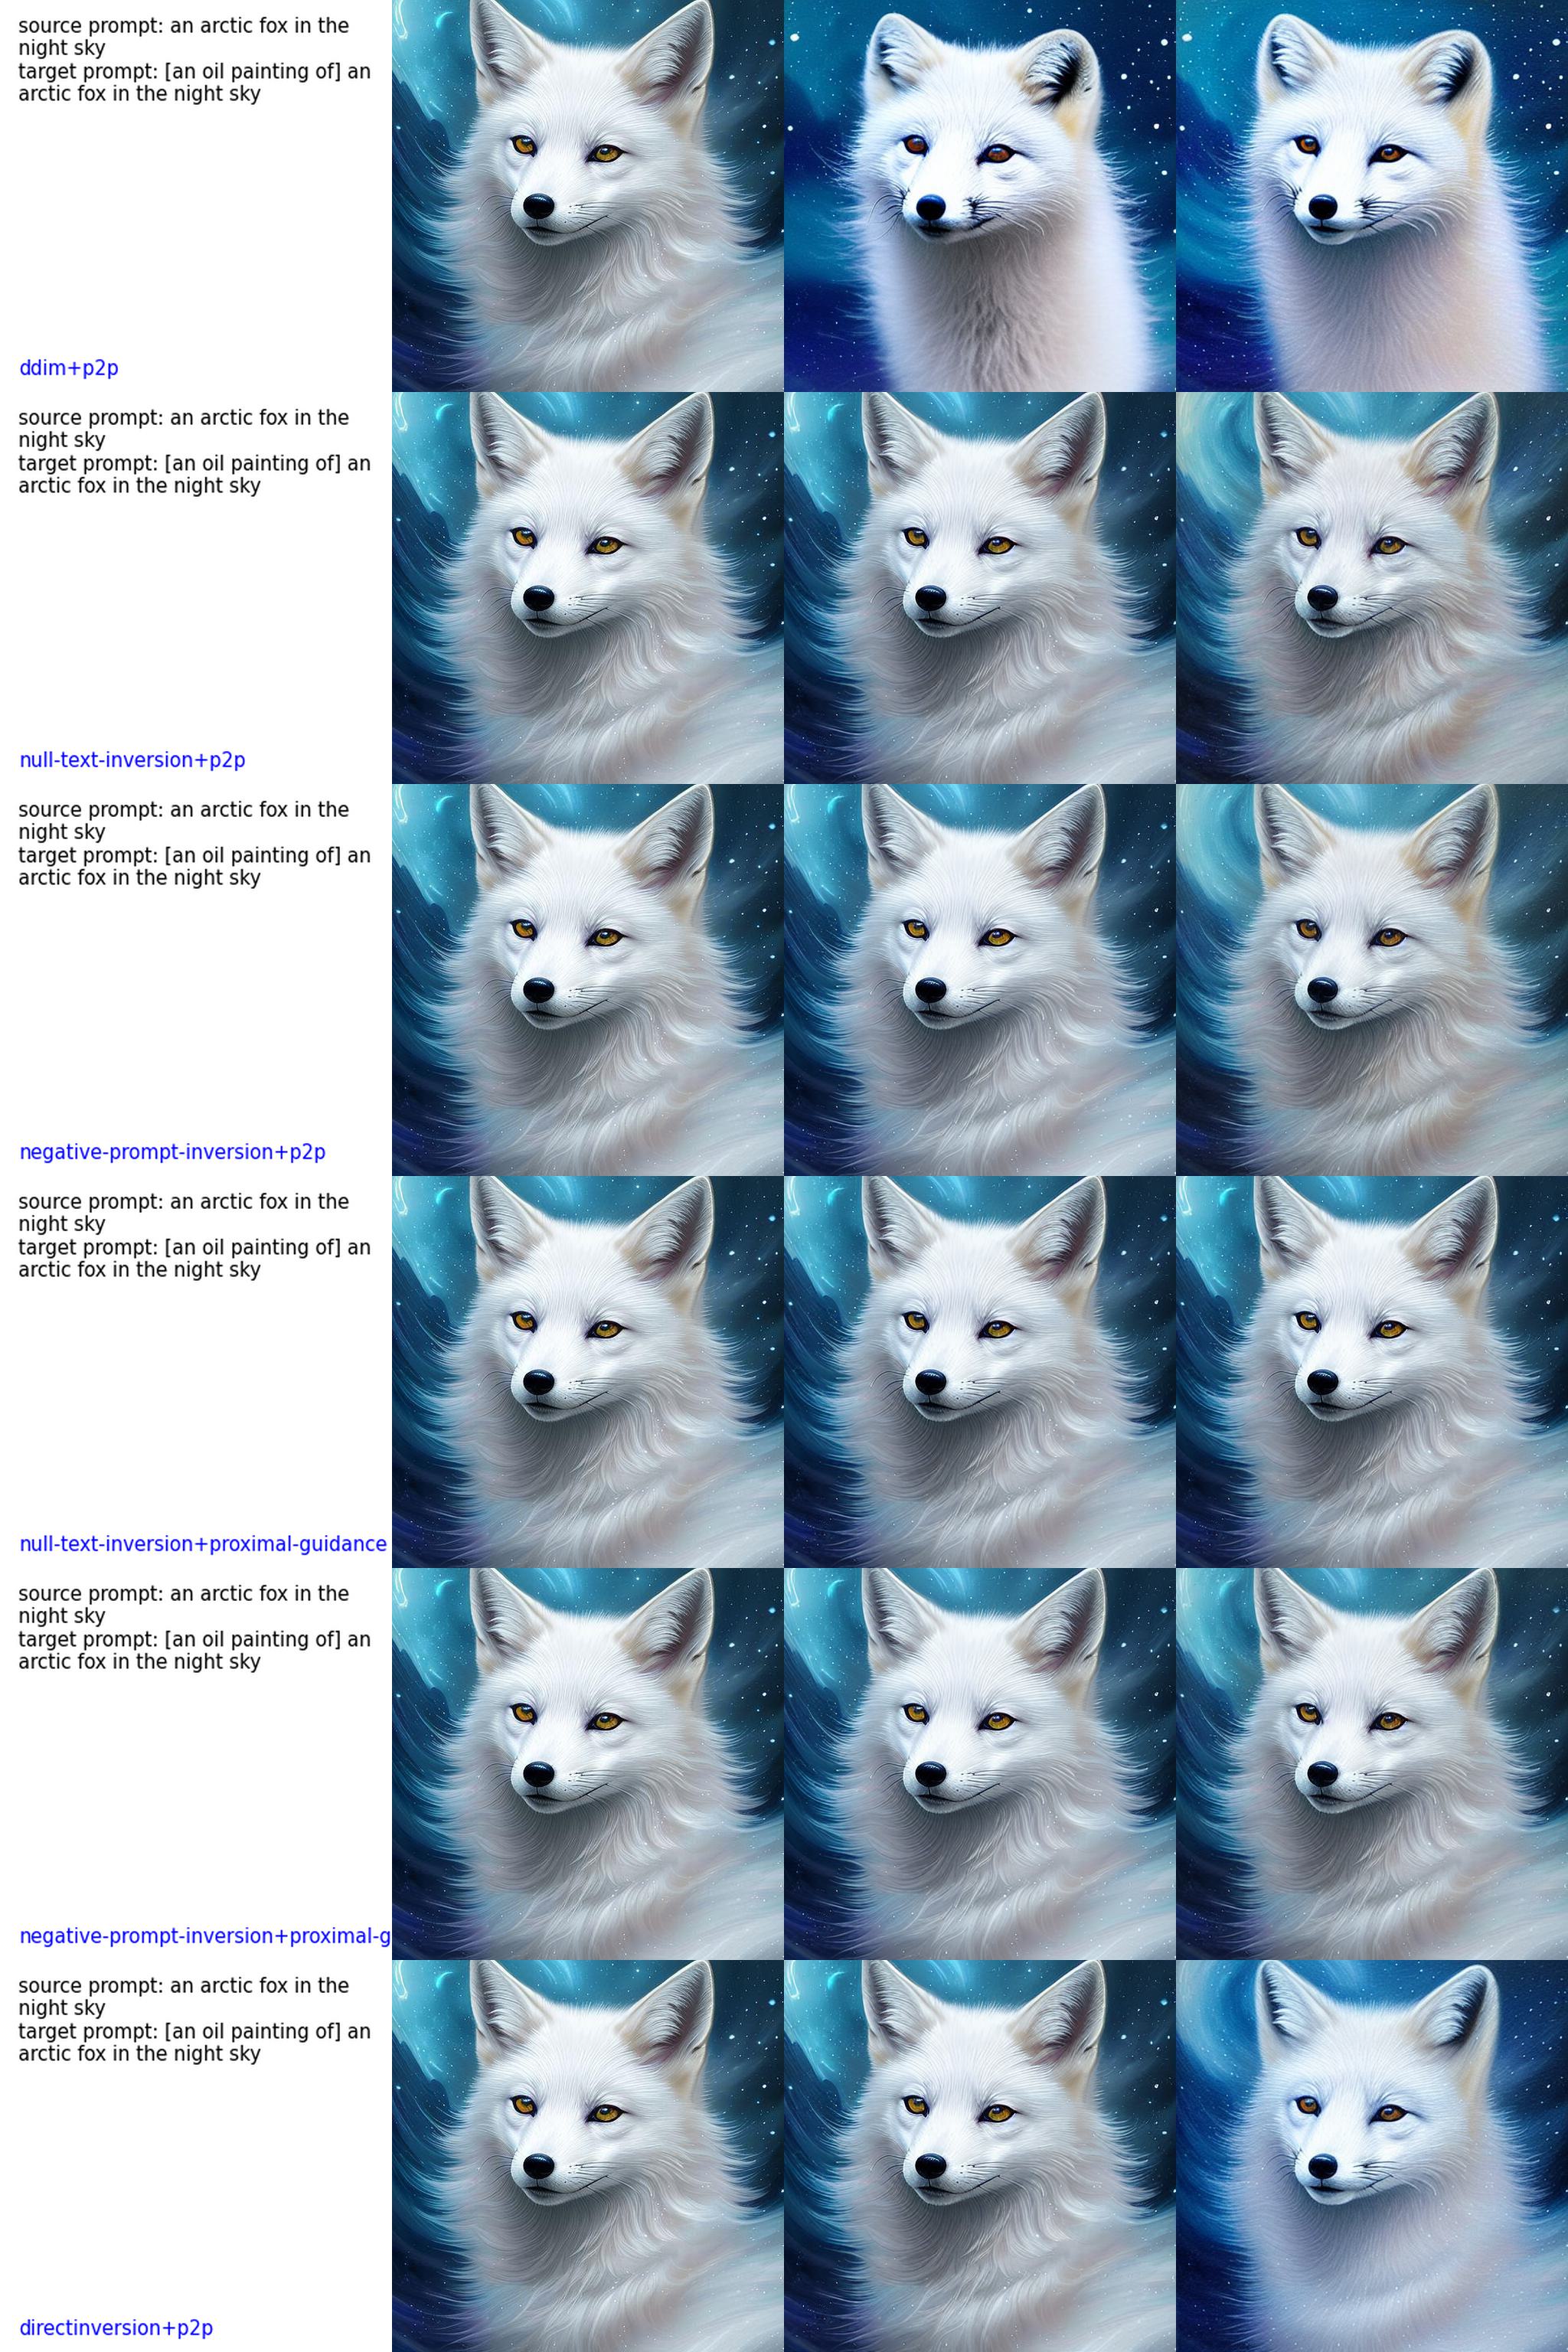 source prompt: an arctic fox in the
night sky
target prompt: [an oil painting of] an
arctic fox in the night sky
ddim+p2p
source prompt: an arctic fox in the
night sky
target prompt: [an oil painting of] an
arctic fox in the night sky
null-text-inversion+p2p
source prompt: an arctic fox in the
night sky
target prompt: [an oil painting of] an
arctic fox in the night sky
negative-prompt-inversion+p2p
source prompt: an arctic fox in the
night sky
target prompt: [an oil painting of] an
arctic fox in the night sky
null-text-inversion+proximal-guidance
source prompt: an arctic fox in the
night sky
target prompt: [an oil painting of] an
arctic fox in the night sky
negative-prompt-inversion+proximal-g
source prompt: an arctic fox in the
night sky
target prompt: [an oil painting of] an
arctic fox in the night sky
directinversion+p2p